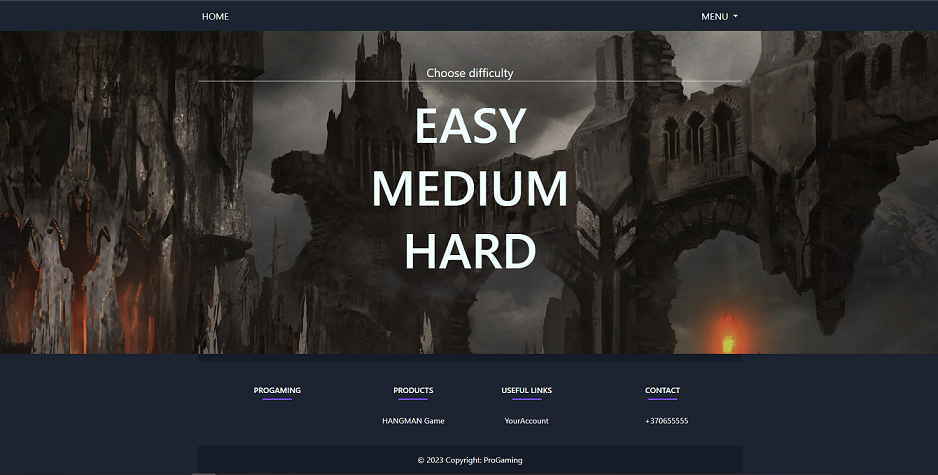 HOME MENU
Choose difficulty
EASY
MEDIUM
HARD
PROGAMING PRODUCTS USEFUL LINKS CONTACT
HANGMAN Game YourAccount +370655555
© 2023 Copyright: ProGaming